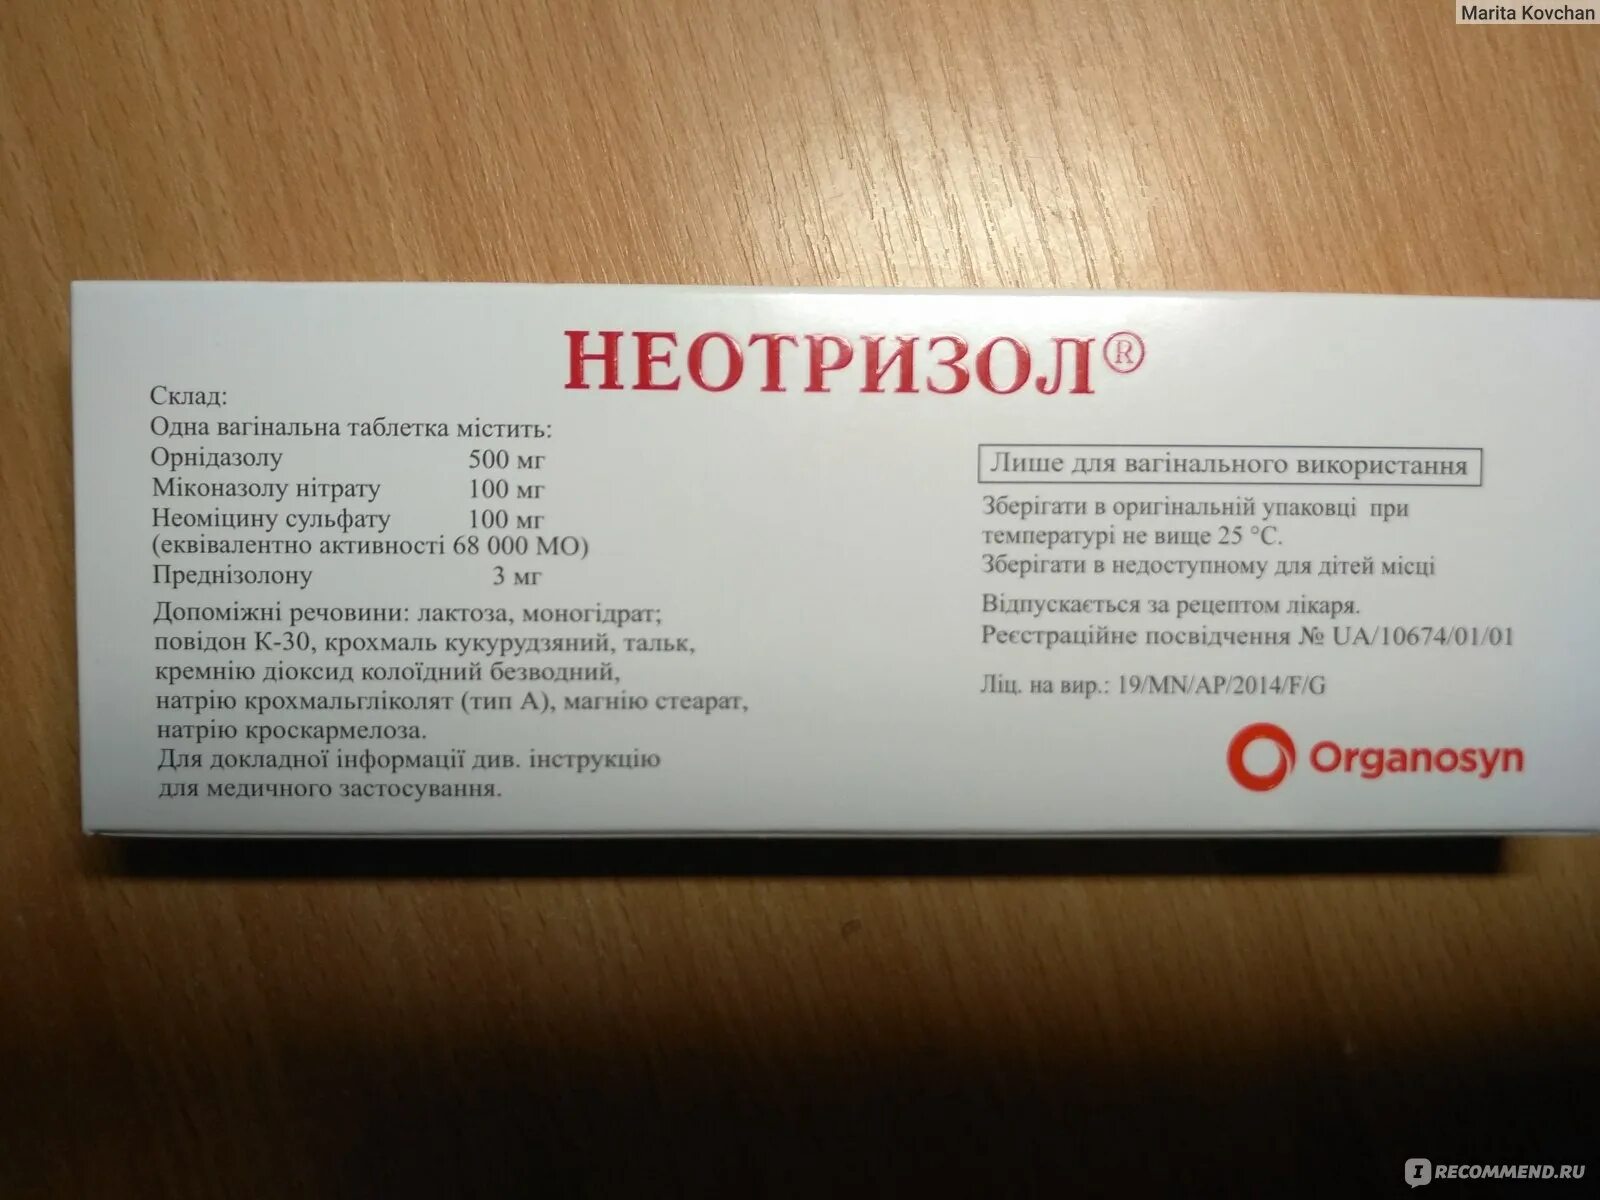 Marita Kovchan
НЕОТРИЗОЛ®
Склад:
Одна вагінальна таблетка містить:
Орнідазолу 500 мг
Міконазолу нітрату 100 мг
Неоміцину сульфату 100 мг
(еквівалентно активності 68 000 МО)
Преднізолону 3 мг
Допоміжні речовини: лактоза, моногідрат;
повідон К-30, крохмаль кукурудзяний, тальк,
кремнію діоксид колоїдний безводний,
натрію крохмальгліколят (тип А), магнію стеарат,
натрію кроскармелоза.
Для докладної інформації див. інструкцію
для медичного застосування.
Лише для вагінального використання
Зберігати в оригінальній упаковці при
температурі не вище 25 °С.
Зберігати в недоступному для дітей місці
Відпускається за рецептом лікаря.
Реєстраційне посвідчення № UA/10674/01/01
Ліц. на вир.: 19/MN/AP/2014/F/G
Organosyn
IRECOMMEND.RU